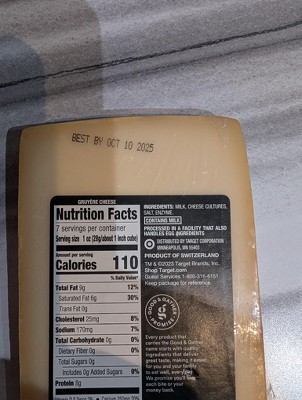 BEST BY OCT 10 2025
GRUYÈRE CHEESE
Nutrition Facts
7 servings per container
Serving size 1 oz (28g/about 1 inch cube)
Amount per serving
Calories 110
% Daily Value*
Total Fat 9g 12%
Saturated Fat 6g 30%
Trans Fat 0g
Cholesterol 25mg 8%
Sodium 170mg 7%
Total Carbohydrate 0g 0%
Dietary Fiber 0g 0%
Total Sugars 0g
Includes 0g Added Sugars 0%
Protein 8g
INGREDIENTS: MILK, CHEESE CULTURES,
SALT, ENZYME.
CONTAINS MILK
PROCESSED IN A FACILITY THAT ALSO
HANDLES EGG INGREDIENTS
DISTRIBUTED BY TARGET CORPORATION
MINNEAPOLIS, MN 55403
PRODUCT OF SWITZERLAND
TM & ©2023 Target Brands, Inc.
Shop Target.com
Guest Services 1-800-316-6151
Keep package for reference.
GOOD & GATHER
g
PROMISE
Every product that
carries the Good & Gather
name starts with quality
ingredients that deliver
great taste, making it easier
for you and your family
to eat well, every day.
We promise you'll love
each bite or your
money back.